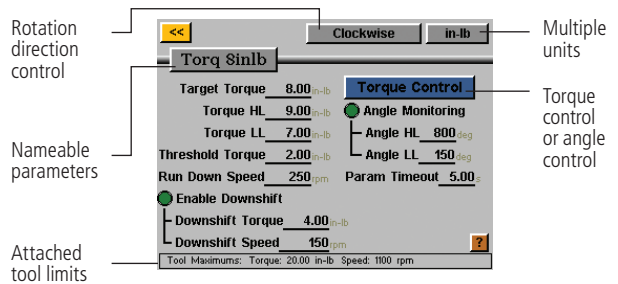 Rotation
direction
control
<< Clockwise in-lb
Multiple
units
Torq 8inlb
Target Torque 8.00 in-lb
Torque HL 9.00 in-lb
Torque LL 7.00 in-lb
Threshold Torque 2.00 in-lb
Run Down Speed 250 rpm
Enable Downshift
Downshift Torque 4.00 in-lb
Downshift Speed 150 rpm
Torque Control
Angle Monitoring
Angle HL 800 deg
Angle LL 150 deg
Param Timeout 5.00 s
?
Tool Maximums: Torque: 20.00 in-lb Speed: 1100 rpm
Torque
control
or angle
control
Nameable
parameters
Attached
tool limits